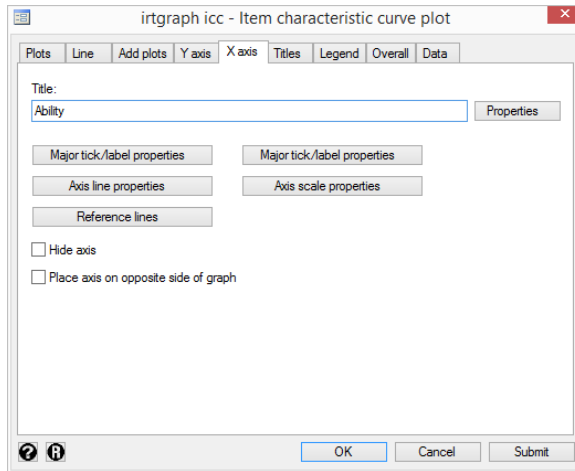 irtgraph icc - Item characteristic curve plot
Plots Line Add plots Y axis X axis Titles Legend Overall Data
Title:
Ability Properties
Major tick/label properties Major tick/label properties
Axis line properties Axis scale properties
Reference lines
Hide axis
Place axis on opposite side of graph
? R OK Cancel Submit